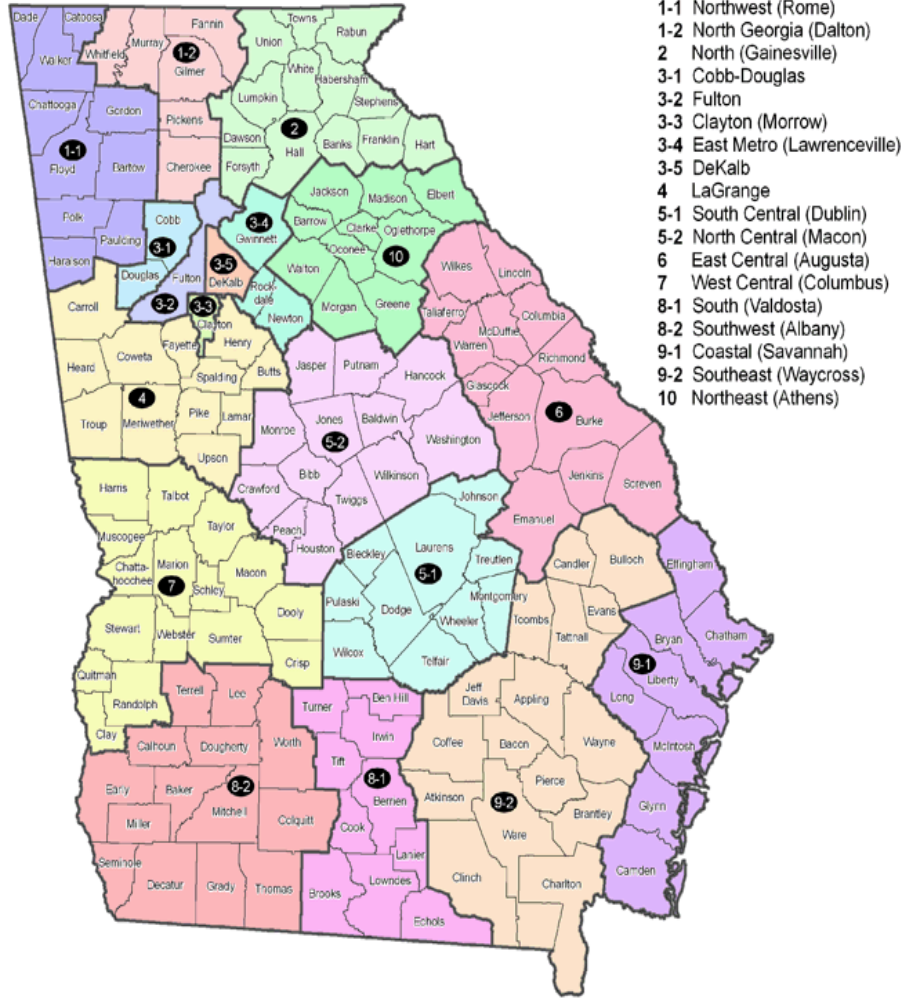 1-1 Northwest (Rome)
1-2 North Georgia (Dalton)
2 North (Gainesville)
3-1 Cobb-Douglas
3-2 Fulton
3-3 Clayton (Morrow)
3-4 East Metro (Lawrenceville)
3-5 DeKalb
4 LaGrange
5-1 South Central (Dublin)
5-2 North Central (Macon)
6 East Central (Augusta)
7 West Central (Columbus)
8-1 South (Valdosta)
8-2 Southwest (Albany)
9-1 Coastal (Savannah)
9-2 Southeast (Waycross)
10 Northeast (Athens)
Dade
Catoosa
Fannin
Towns
Rabun
Union
Murray
Whitfield
1-2
Walker
Gilmer
White
Habersham
Lumpkin
Stephens
Chattooga
Gordon
Pickens
2
Dawson
Hall
Banks
Franklin
Hart
1-1
Floyd
Bartow
Cherokee
Forsyth
Jackson
Madison
Elbert
Polk
Cobb
3-4
Gwinnett
Barrow
Clarke
Oglethorpe
Paulding
3-1
Oconee
10
Haralson
Douglas
Fulton
3-5
DeKalb
Walton
Wilkes
Lincoln
Rock-
dale
Carroll
3-2
3-3
Clayton
Newton
Morgan
Greene
Taliaferro
McDuffie
Columbia
Fayette
Henry
Warren
Richmond
Heard
Coweta
Spalding
Butts
Jasper
Putnam
Hancock
Glascock
4
Troup
Meriwether
Pike
Lamar
Jones
Baldwin
Jefferson
6
Burke
Monroe
5-2
Washington
Upson
Bibb
Wilkinson
Jenkins
Screven
Harris
Talbot
Crawford
Twiggs
Johnson
Taylor
Peach
Emanuel
Muscogee
Houston
Bleckley
Laurens
Treutlen
Candler
Bulloch
Effingham
Chatta-
hoochee
Marion
Macon
7
Schley
5-1
Montgomery
Dooly
Pulaski
Dodge
Evans
Toombs
Wheeler
Stewart
Webster
Sumter
Tattnall
Bryan
Chatham
Wilcox
Telfair
Crisp
9-1
Liberty
Quitman
Terrell
Lee
Jeff
Davis
Appling
Long
Randolph
Turner
Ben Hill
Clay
Calhoun
Dougherty
Worth
Irwin
Coffee
Bacon
Wayne
McIntosh
Tift
8-1
Pierce
Early
Baker
8-2
Berrien
Atkinson
9-2
Brantley
Glynn
Miller
Mitchell
Colquitt
Cook
Ware
Lanier
Seminole
Camden
Decatur
Grady
Thomas
Brooks
Lowndes
Clinch
Charlton
Echols